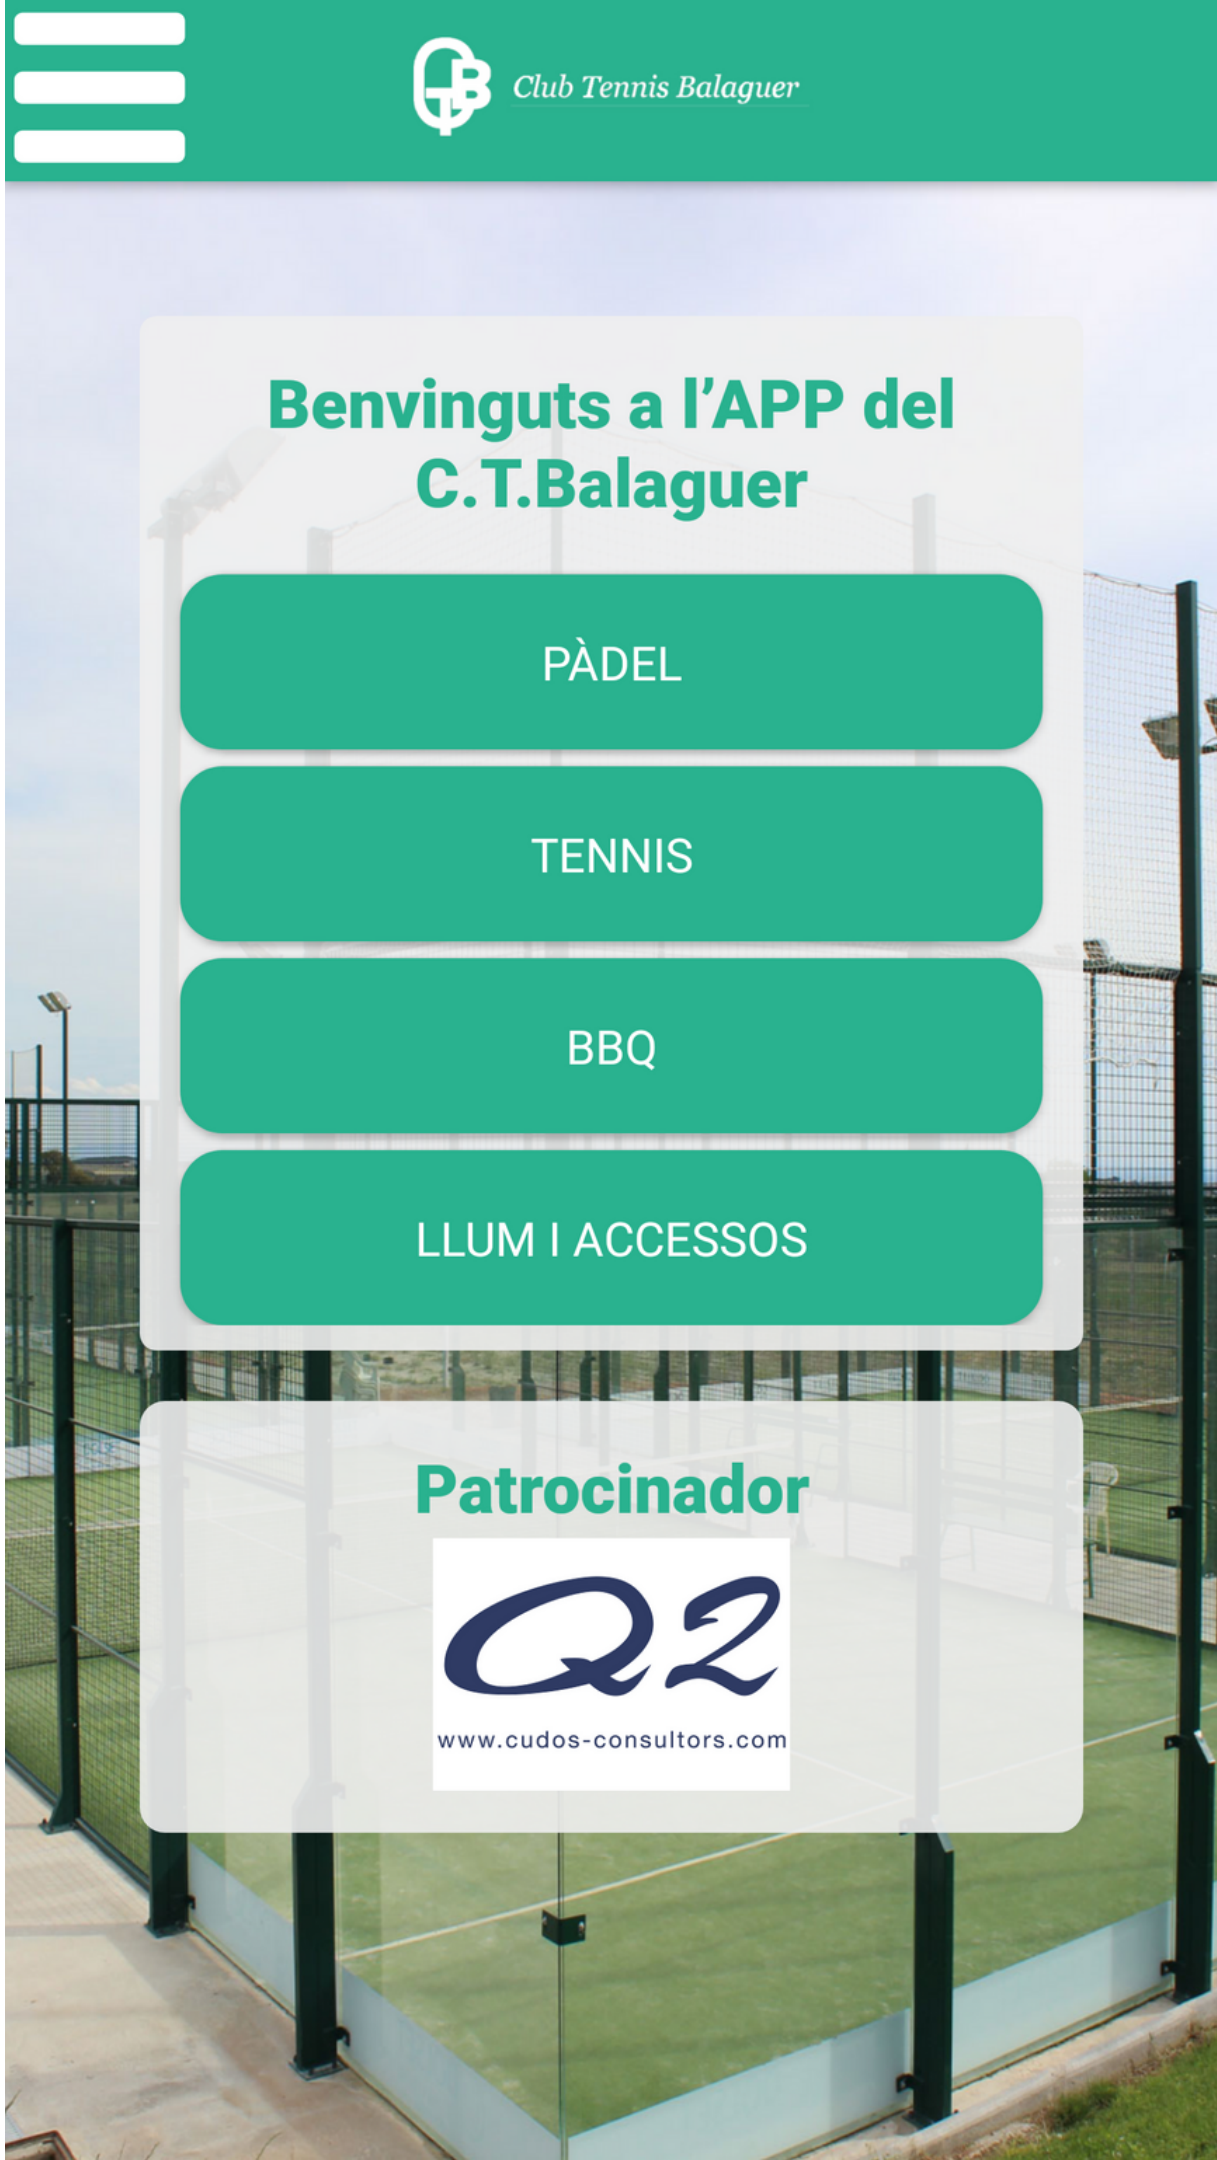 Club Tennis Balaguer
Benvinguts a l’APP del
C.T.Balaguer
PÀDEL
TENNIS
BBQ
LLUM I ACCESSOS
Patrocinador
Q2
www.cudos-consultors.com